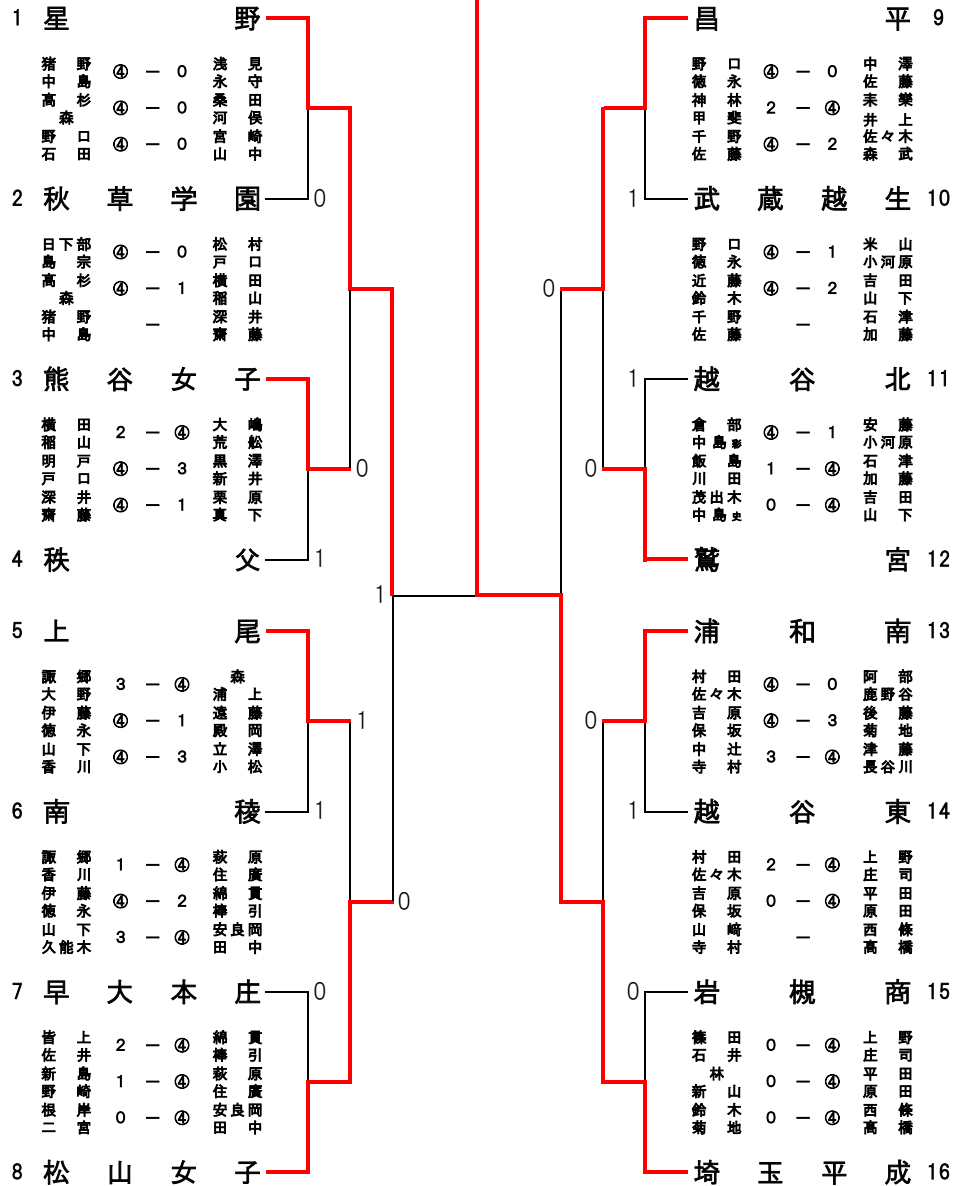 1 星野
猪野 中島 ④ － 0 浅見 永守
高杉 森 ④ － 0 桑田 河俣
野口 石田 ④ － 0 宮崎 山中
2 秋草学園 0
日下部 島宗 ④ － 0 松村 戸口
高杉 森 ④ － 1 横田 稲山
猪野 中島 － 深井 齋藤
3 熊谷女子
横田 稲山 2 － ④ 大嶋 荒舩
明戸 戸口 ④ － 3 黒澤 新井
0
深井 齋藤 ④ － 1 栗原 真下
4 秩父 1
1
5 上尾
諏郷 大野 3 － ④ 森 浦上
伊藤 徳永 ④ － 1 遠藤 殿岡
1
山下 香川 ④ － 3 立澤 小松
6 南稜 1
諏郷 香川 1 － ④ 萩原 住廣
伊藤 徳永 ④ － 2 綿貫 棒引
0
山下 久能木 3 － ④ 安良岡 田中
7 早大本庄 0
皆上 佐井 2 － ④ 綿貫 棒引
新島 野崎 1 － ④ 萩原 住廣
根岸 二宮 0 － ④ 安良岡 田中
8 松山女子
昌平 9
野口 徳永 ④ － 0 中澤 佐藤
神林 甲斐 2 － ④ 耒樂 井上
千野 佐藤 ④ － 2 佐々木 森武
1 武蔵越生 10
野口 徳永 ④ － 1 米山 小河原
0
近藤 鈴木 ④ － 2 吉田 山下
千野 佐藤 － 石津 加藤
1 越谷北 11
倉部 中島彩 ④ － 1 安藤 小河原
0
飯島 川田 1 － ④ 石津 加藤
茂出木 中島史 0 － ④ 吉田 山下
鷲宮 12
浦和南 13
村田 佐々木 ④ － 0 阿部 鹿野谷
0
吉原 保坂 ④ － 3 後藤 菊地
中辻 寺村 3 － ④ 津藤 長谷川
1 越谷東 14
村田 佐々木 2 － ④ 上野 庄司
吉原 保坂 0 － ④ 平田 原田
山﨑 寺村 － 西條 高橋
0 岩槻商 15
篠田 石井 0 － ④ 上野 庄司
林 新山 0 － ④ 平田 原田
鈴木 菊地 0 － ④ 西條 高橋
埼玉平成 16